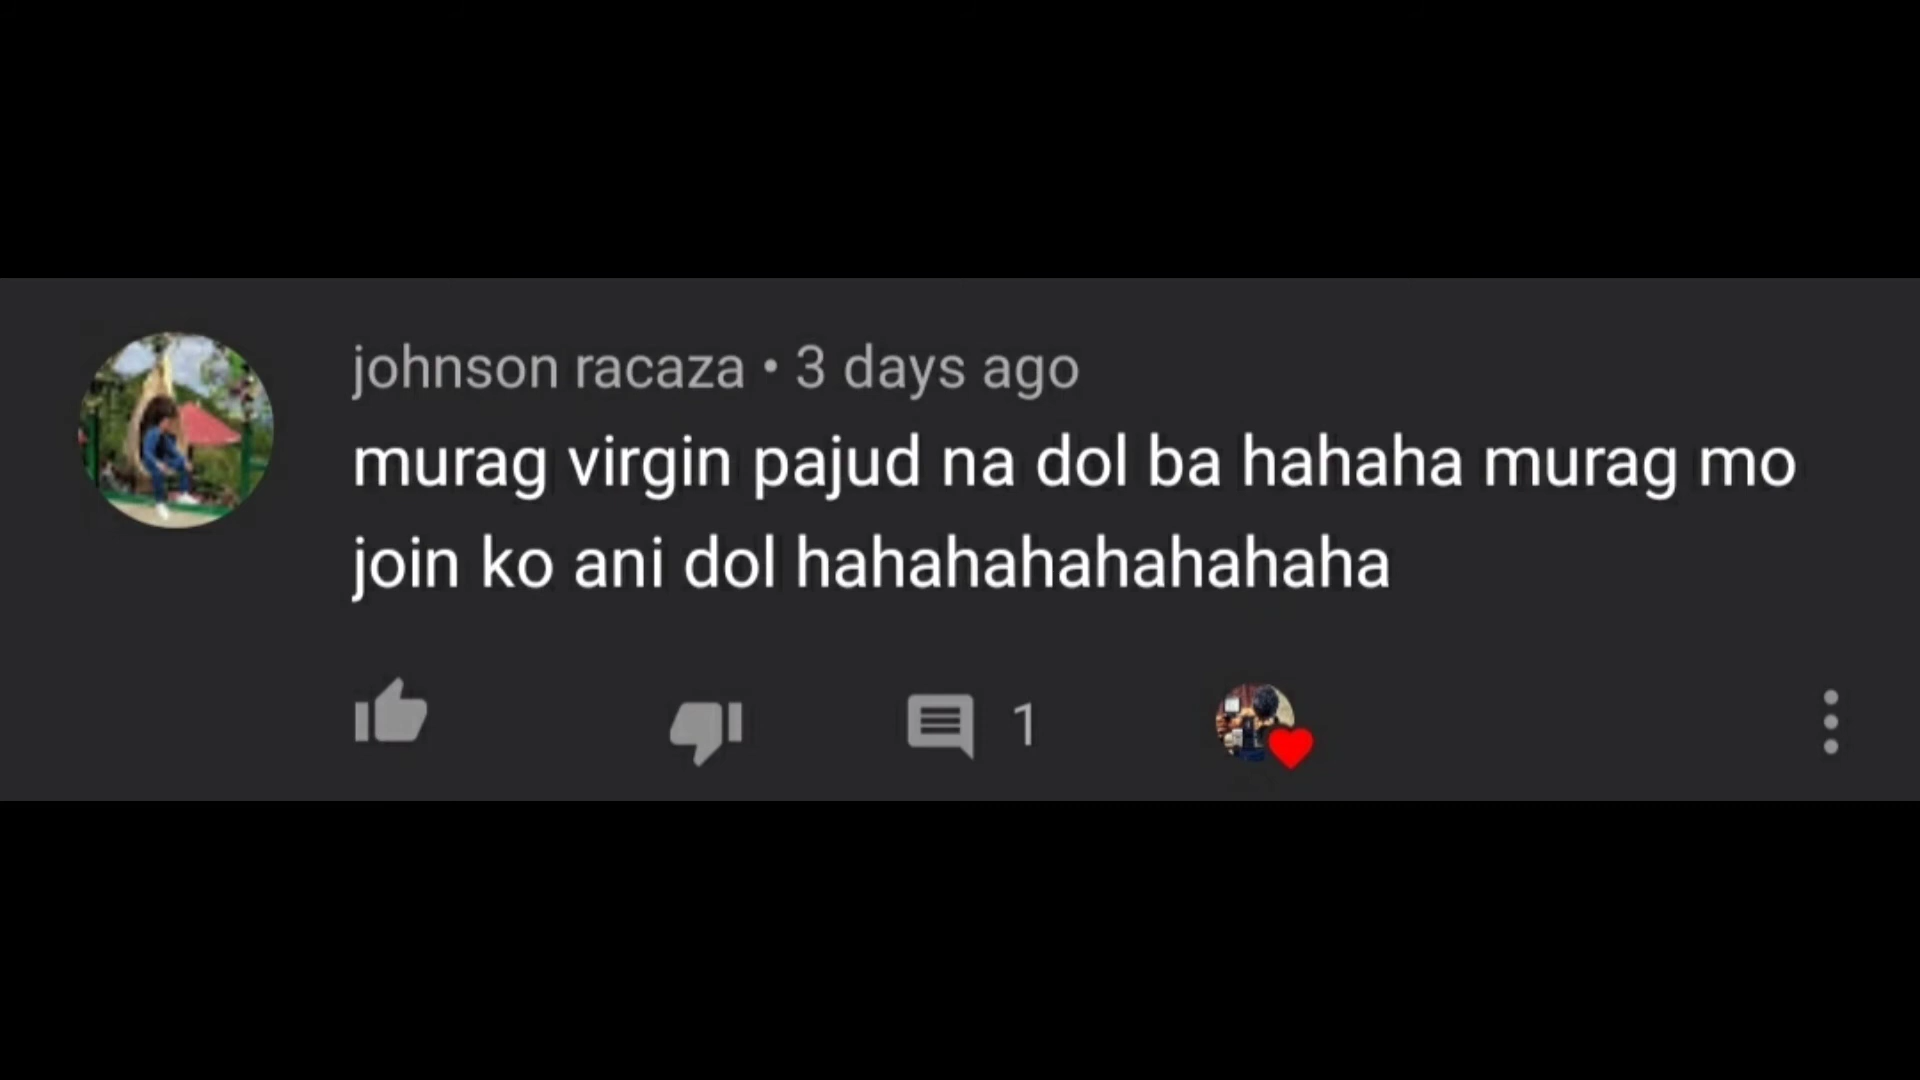 johnson racaza • 3 days ago
murag virgin pajud na dol ba hahaha murag mo
join ko ani dol hahahahahahahaha
1